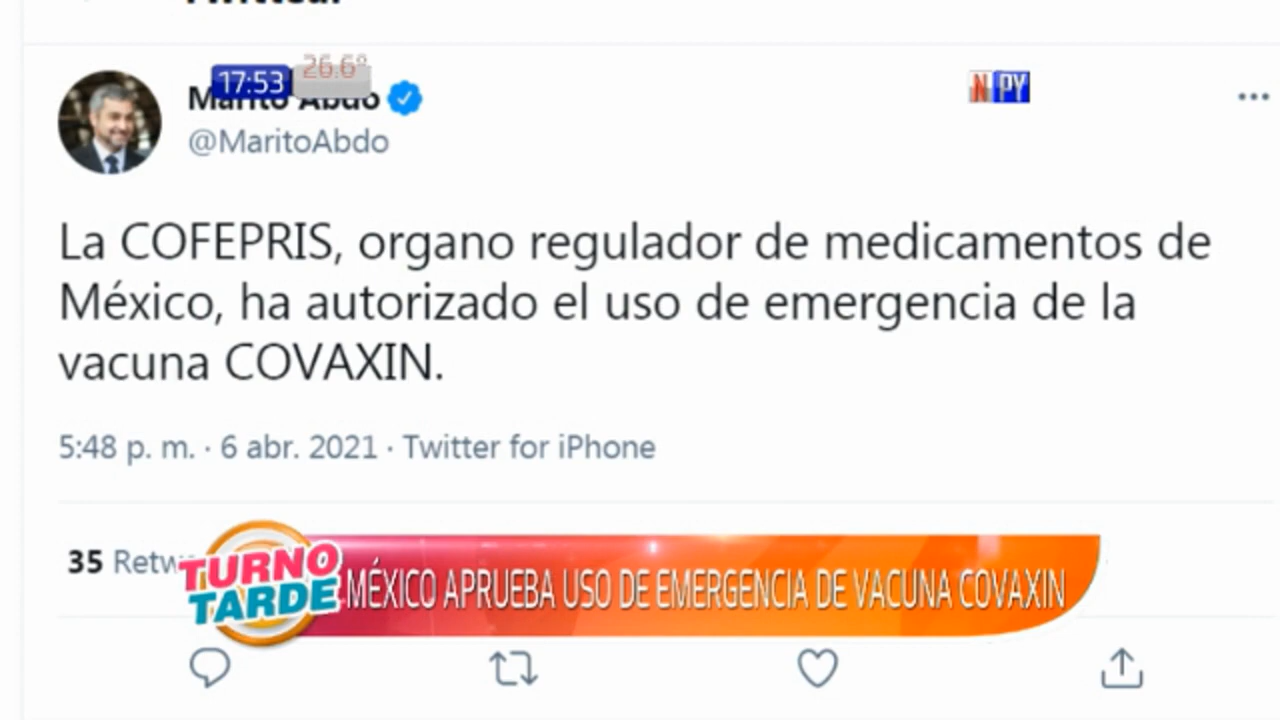 17:53
26.6°
Marito Abdo
NPY
@MaritoAbdo
La COFEPRIS, organo regulador de medicamentos de
México, ha autorizado el uso de emergencia de la
vacuna COVAXIN.
5:48 p. m. · 6 abr. 2021 · Twitter for iPhone
35
TURNO
TARDE
MÉXICO APRUEBA USO DE EMERGENCIA DE VACUNA COVAXIN